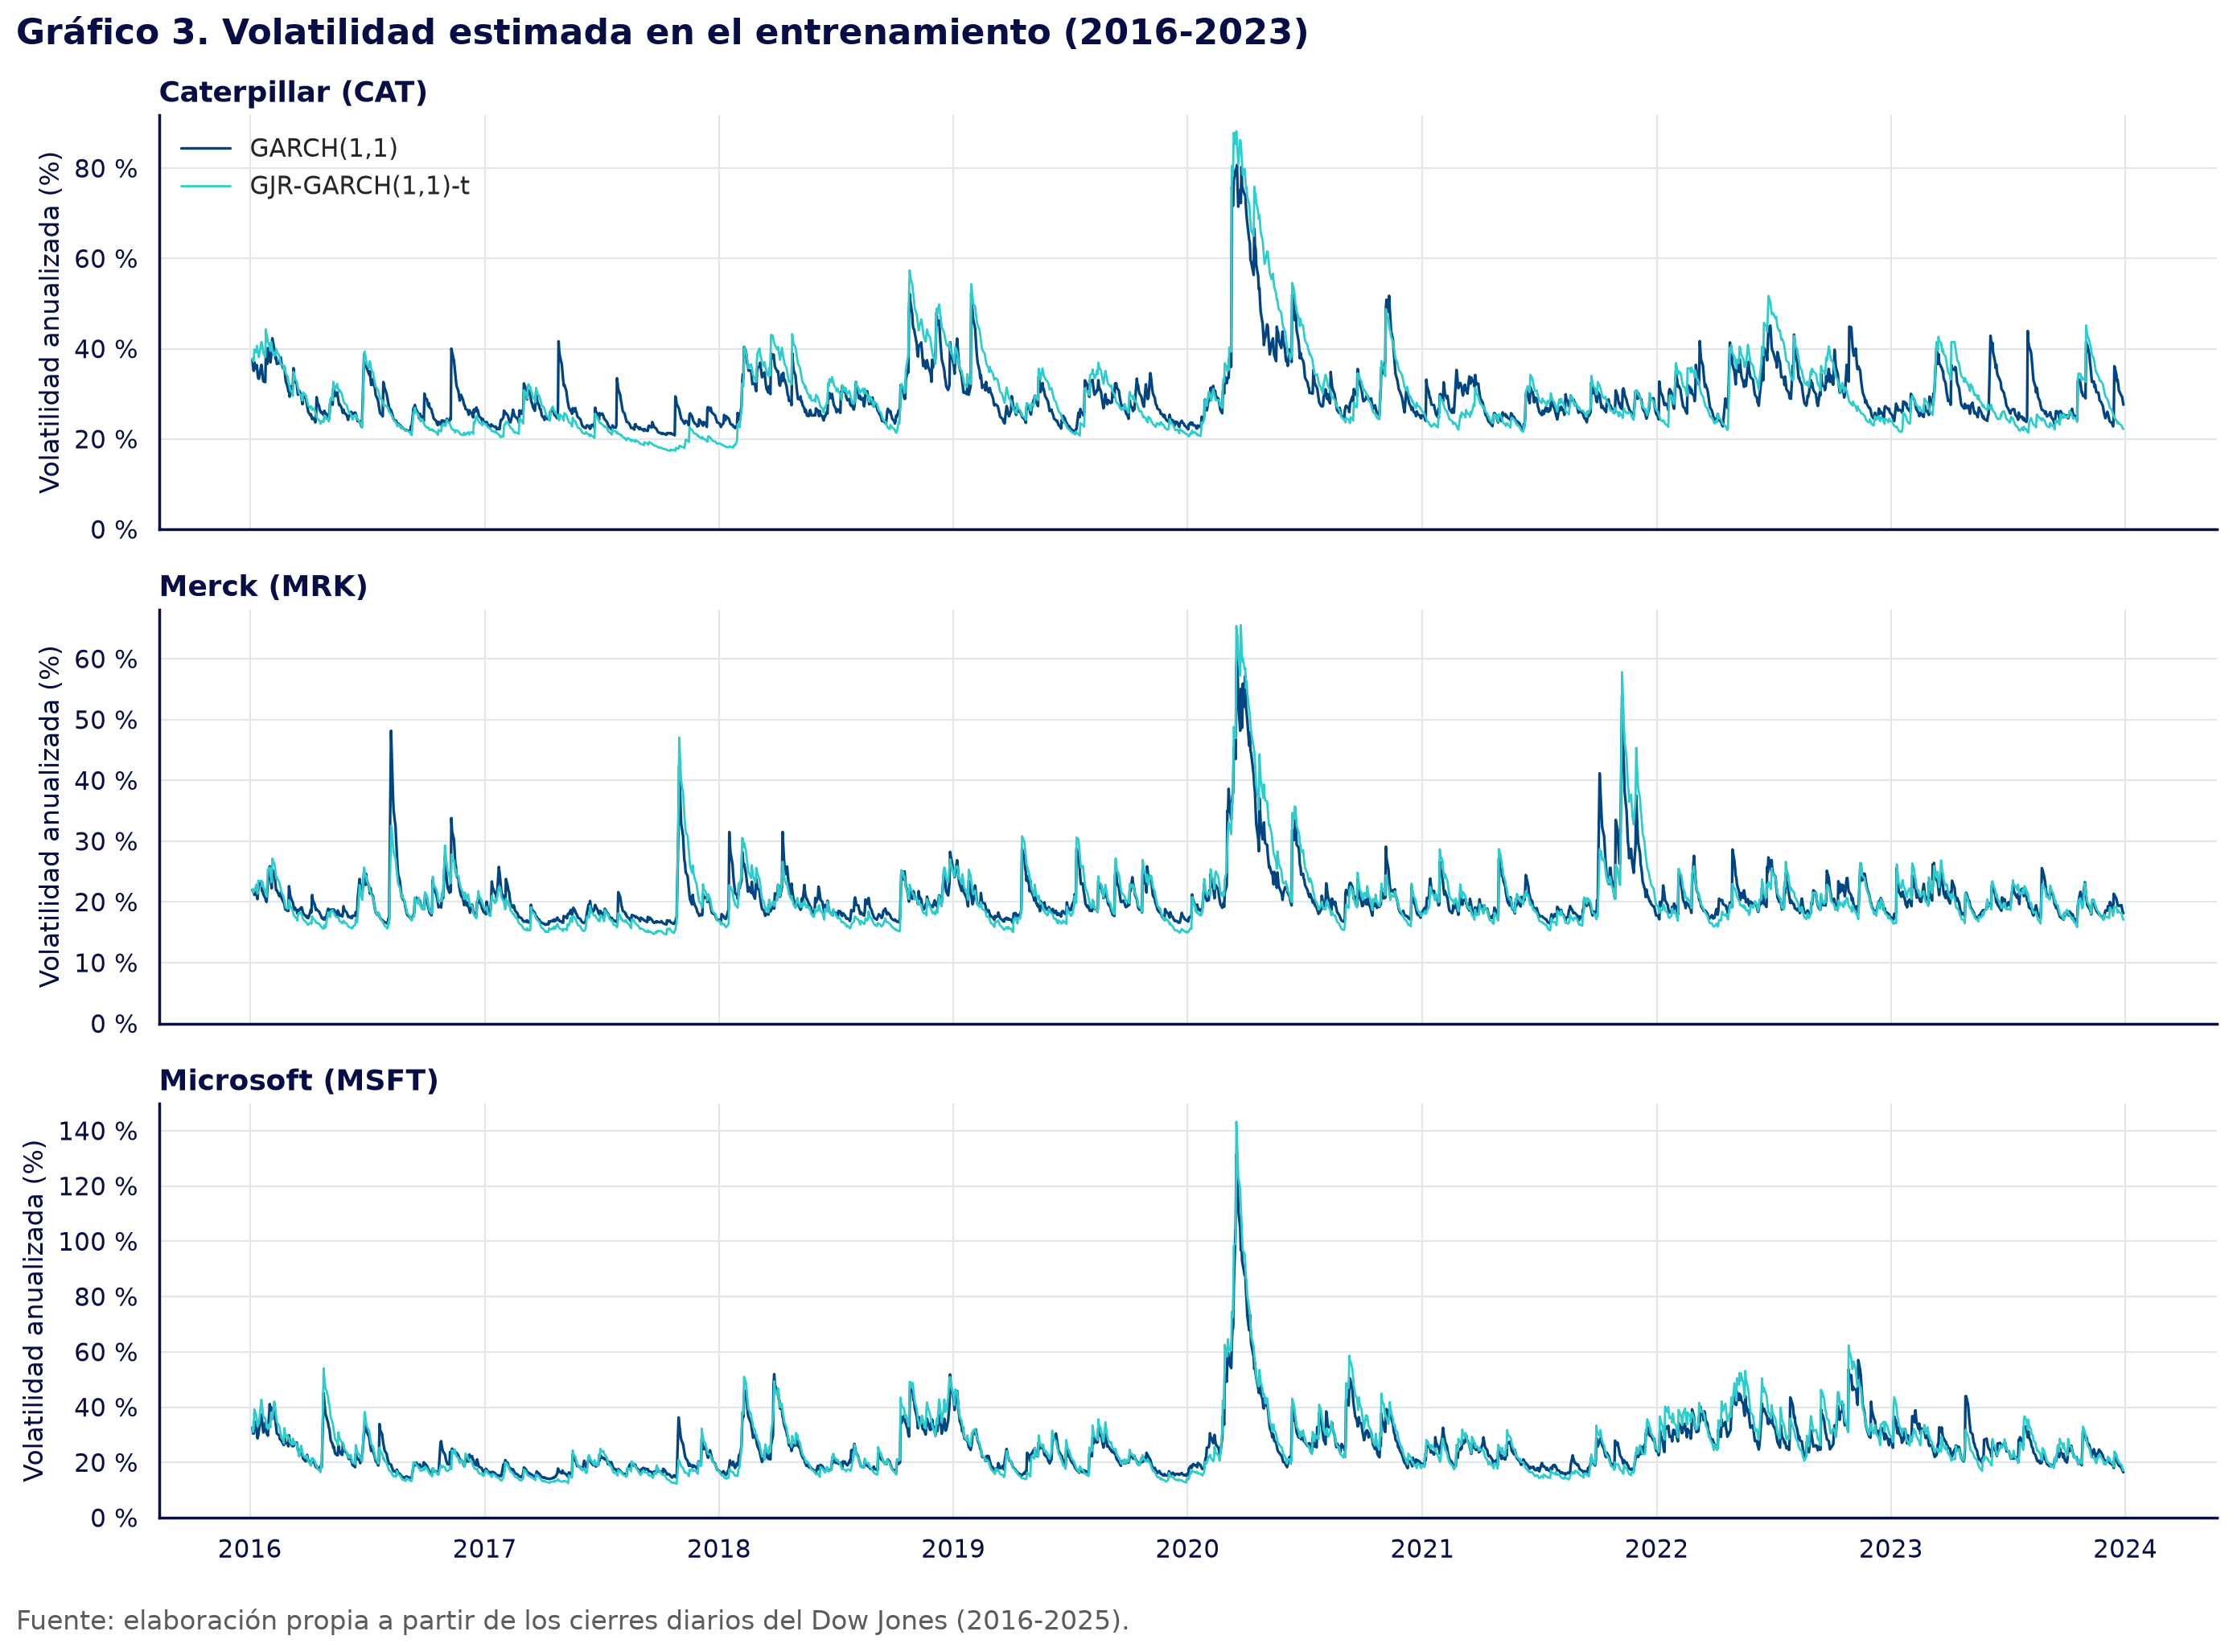 Gráfico 3. Volatilidad estimada en el entrenamiento (2016-2023)
Caterpillar (CAT)
GARCH(1,1)
GJR-GARCH(1,1)-t
Volatilidad anualizada (%)
80 %
60 %
40 %
20 %
0 %
Merck (MRK)
Volatilidad anualizada (%)
60 %
50 %
40 %
30 %
20 %
10 %
0 %
Microsoft (MSFT)
Volatilidad anualizada (%)
140 %
120 %
100 %
80 %
60 %
40 %
20 %
0 %
2016 2017 2018 2019 2020 2021 2022 2023 2024
Fuente: elaboración propia a partir de los cierres diarios del Dow Jones (2016-2025).